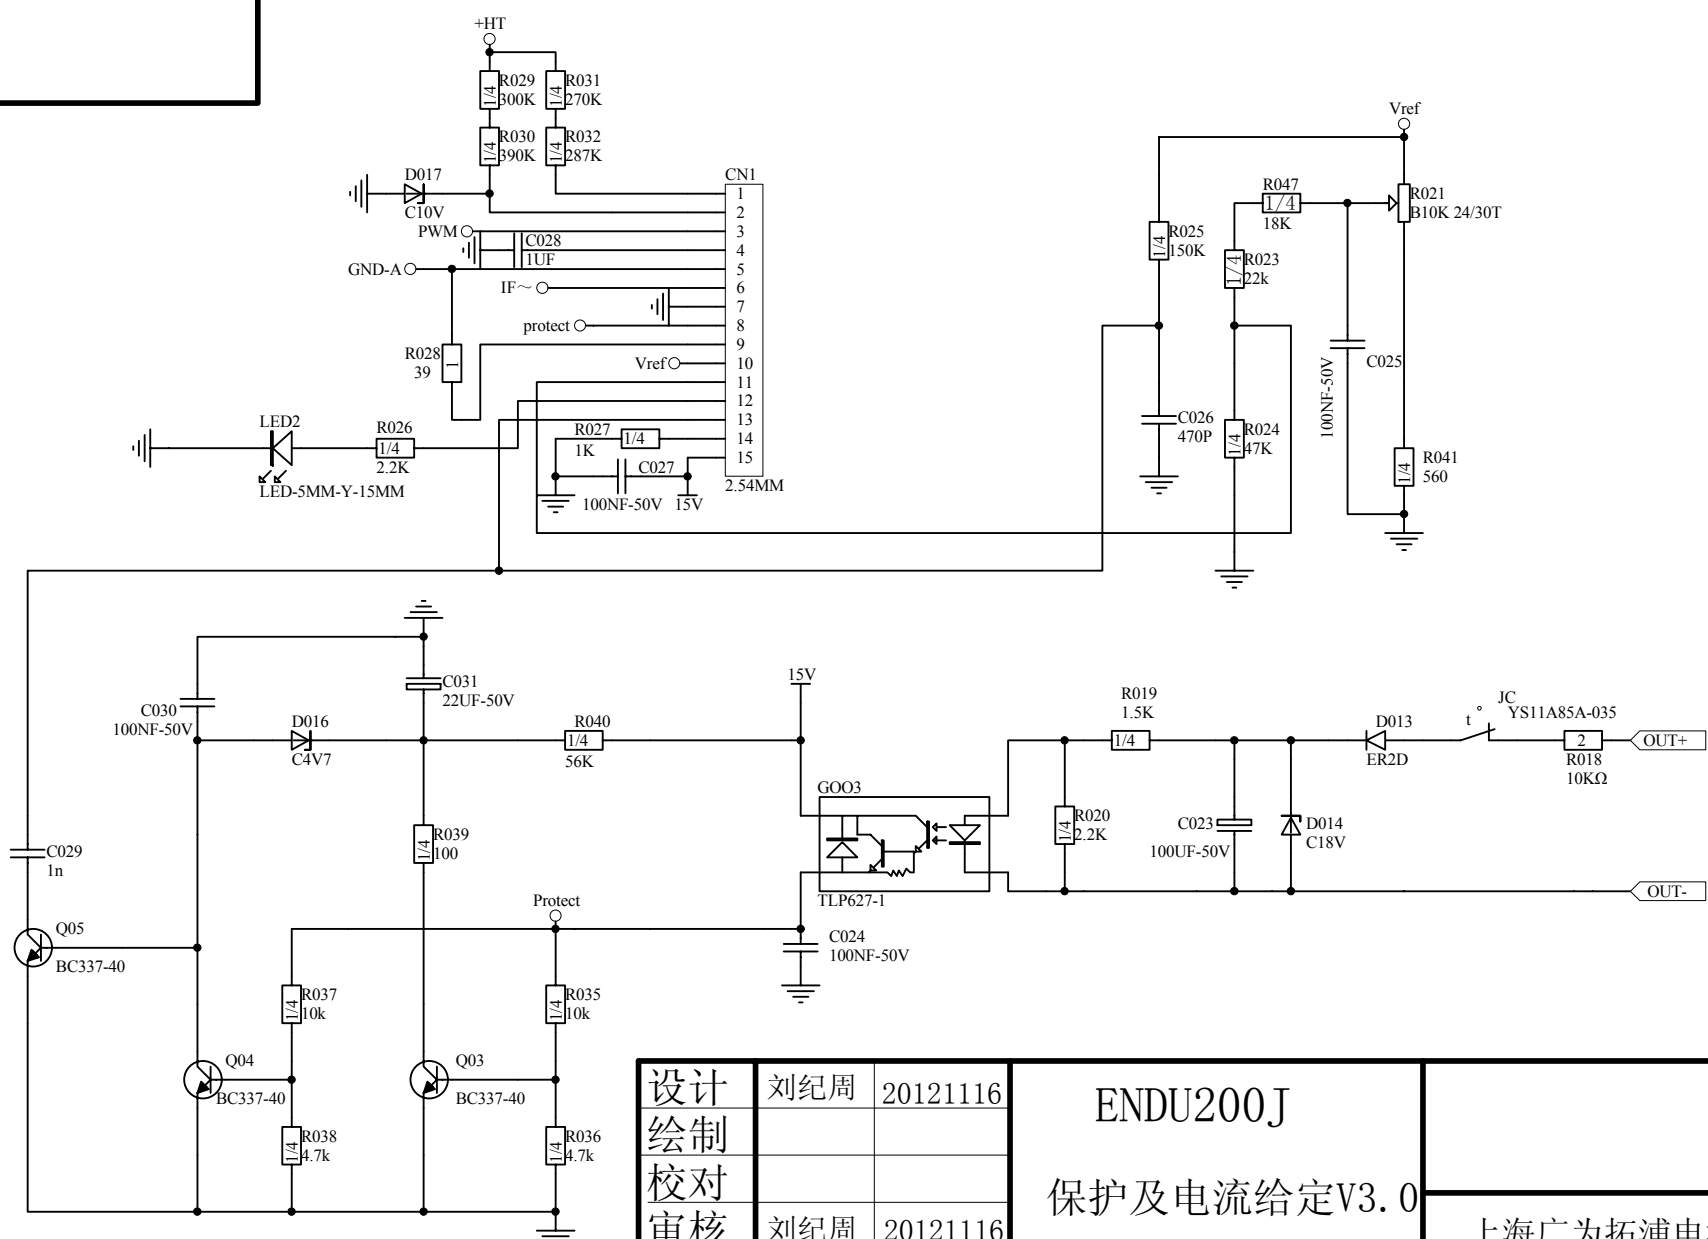 +HT
R029
300K
1/4
R031
270K
1/4
R030
390K
1/4
R032
287K
1/4
D017
C10V
CN1
1
2
3
4
5
6
7
8
9
10
11
12
13
14
15
2.54MM
PWM
C028
1UF
GND-A
IF～
protect
R028
39
1
Vref
LED2
LED-5MM-Y-15MM
R026
1/4
2.2K
R027
1K
1/4
C027
100NF-50V
15V
Vref
R047
1/4
18K
R021
B10K 24/30T
R025
150K
1/4
R023
22k
1/4
C025
100NF-50V
C026
470P
R024
47K
1/4
R041
560
1/4
C030
100NF-50V
C031
22UF-50V
D016
C4V7
R040
1/4
56K
15V
R019
1.5K
1/4
D013
ER2D
t°
JC
YS11A85A-035
2
R018
10KΩ
OUT+
GOO3
TLP627-1
R020
2.2K
1/4
C023
100UF-50V
D014
C18V
OUT-
R039
100
1/4
C029
1n
Q05
BC337-40
Protect
C024
100NF-50V
R037
10k
1/4
R035
10k
1/4
Q04
BC337-40
Q03
BC337-40
R038
4.7k
1/4
R036
4.7k
1/4
设计 刘纪周 20121116
绘制
校对
审核 刘纪周 20121116
ENDU200J
保护及电流给定V3.0
上海广为拓浦电